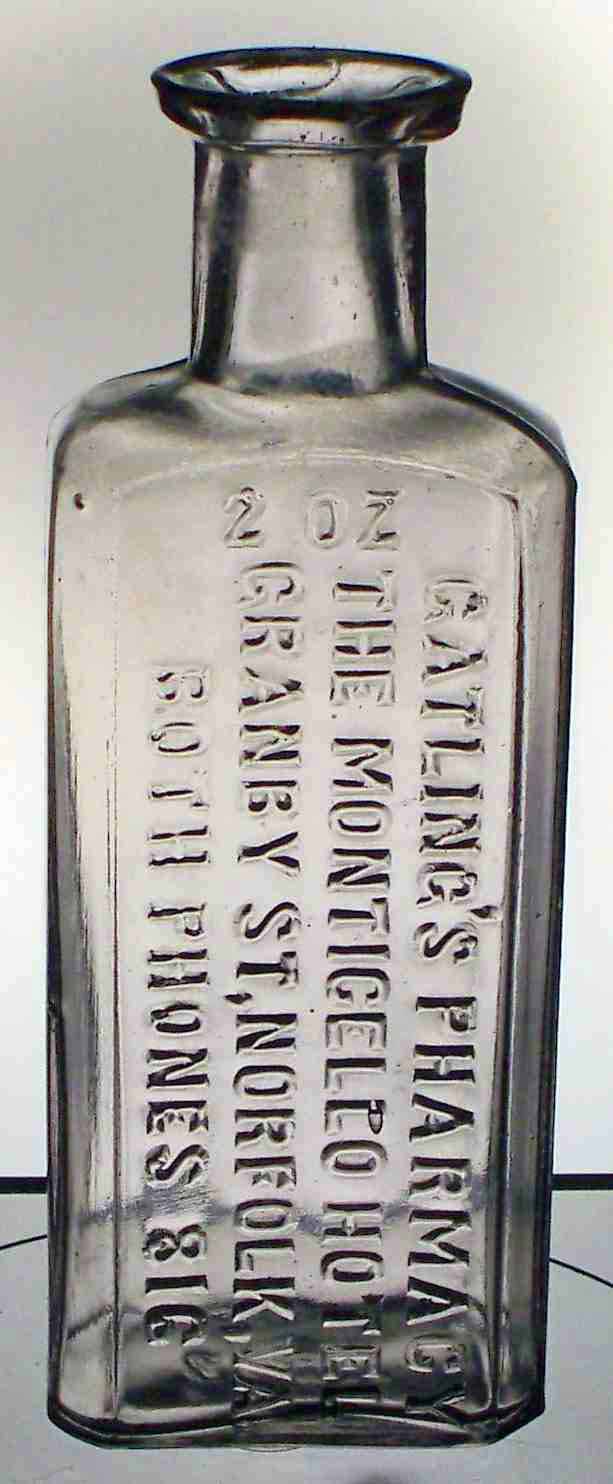 2 OZ
GATLING'S PHARMACY
THE MONTICELLO HOTEL
GRANBY ST, NORFOLK, VA
BOTH PHONES 816